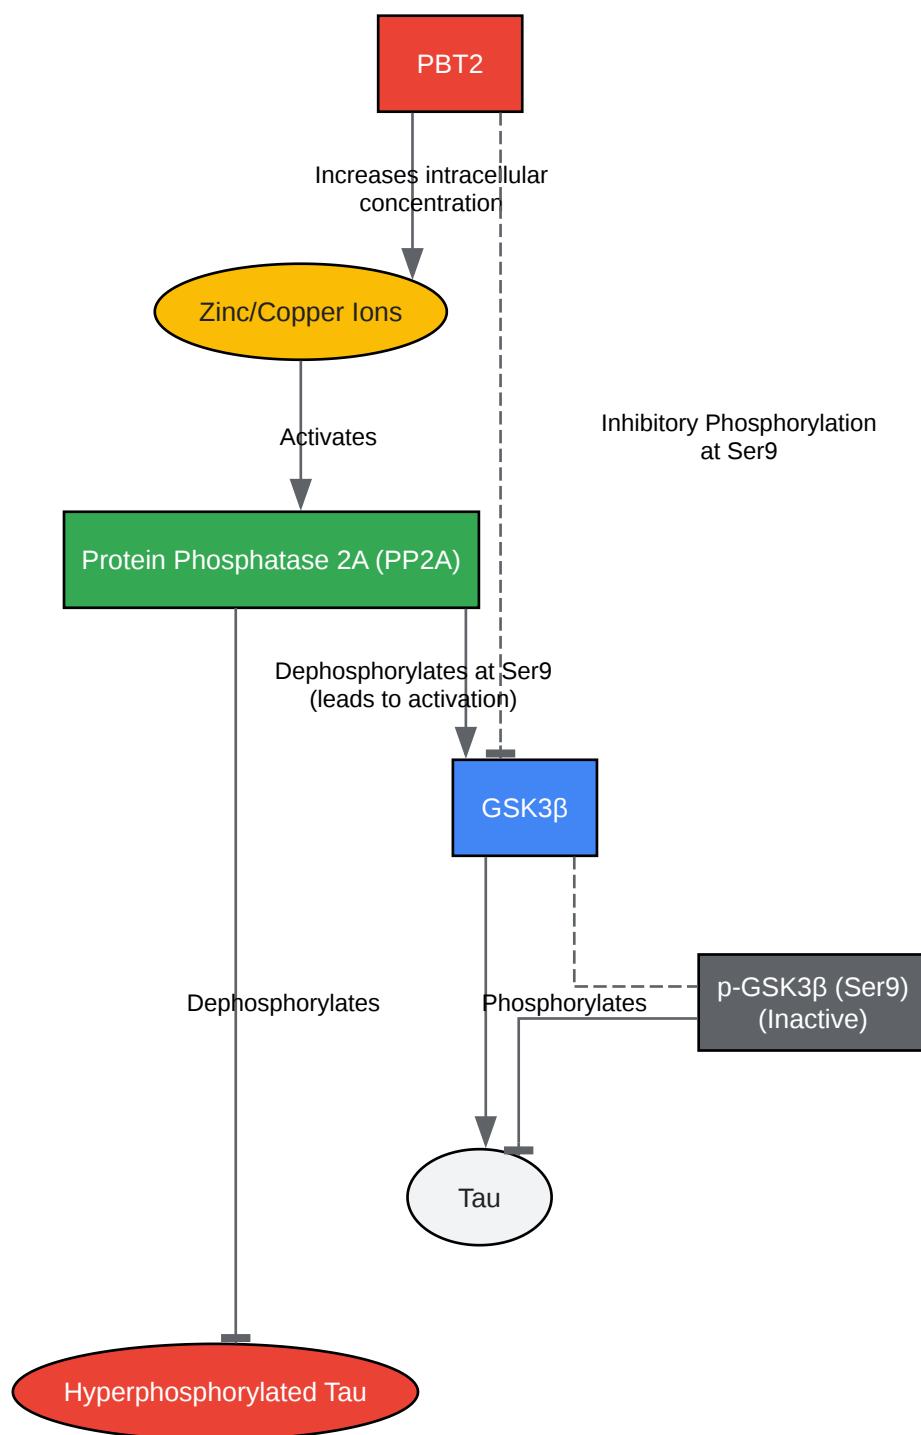 PBT2
Increases intracellular
concentration
Zinc/Copper Ions
Inhibitory Phosphorylation
at Ser9
Activates
Protein Phosphatase 2A (PP2A)
Dephosphorylates at Ser9
(leads to activation)
GSK3β
p-GSK3β (Ser9)
(Inactive)
Dephosphorylates
Phosphorylates
Tau
Hyperphosphorylated Tau